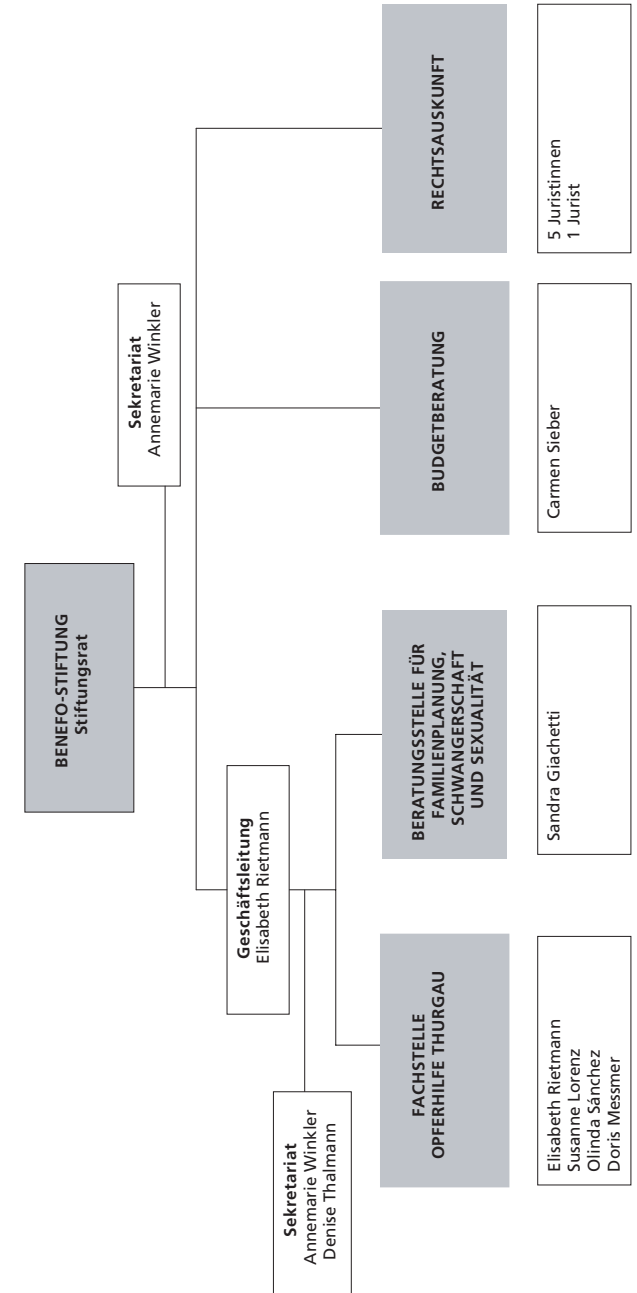 BENEFO-STIFTUNG
Stiftungsrat
Sekretariat
Annemarie Winkler
Geschäftsleitung
Elisabeth Rietmann
Sekretariat
Annemarie Winkler
Denise Thalmann
FACHSTELLE
OPFERHILFE THURGAU
BERATUNGSSTELLE FÜR
FAMILIENPLANUNG,
SCHWANGERSCHAFT
UND SEXUALITÄT
BUDGETBERATUNG
RECHTSAUSKUNFT
Elisabeth Rietmann
Susanne Lorenz
Olinda Sánchez
Doris Messmer
Sandra Giachetti
Carmen Sieber
5 Juristinnen
1 Jurist